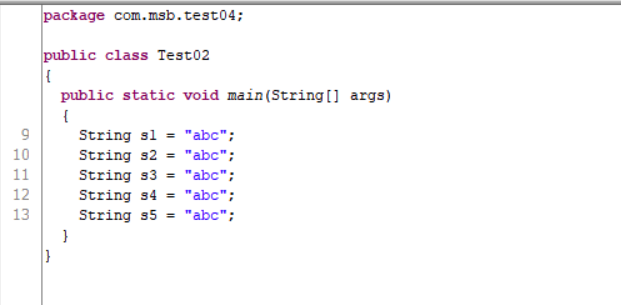 package com.msb.test04;
public class Test02
{
public static void main(String[] args)
{
9 String s1 = "abc";
10 String s2 = "abc";
11 String s3 = "abc";
12 String s4 = "abc";
13 String s5 = "abc";
}
}